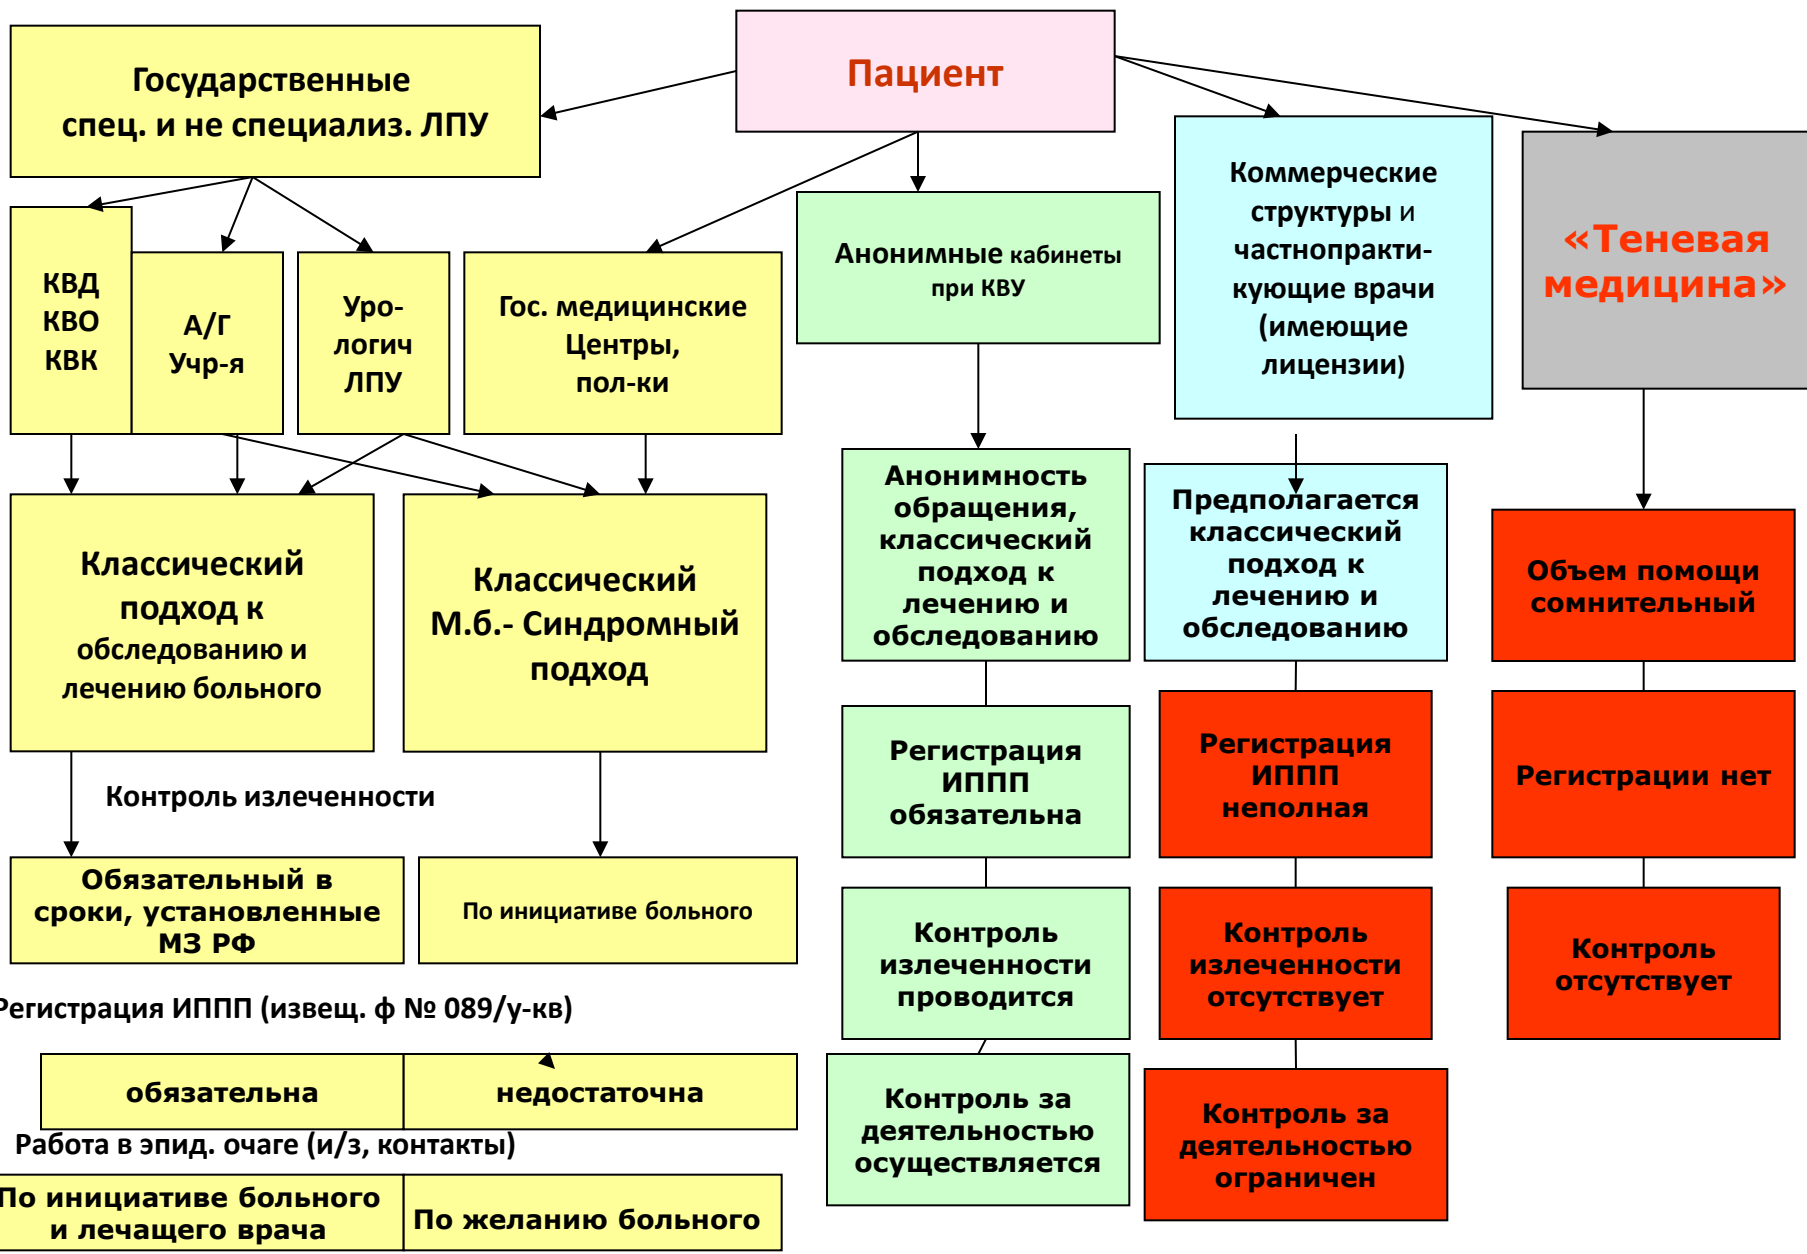 Государственные
спец. и не специализ. ЛПУ
Пациент
КВД
КВО
КВК
А/Г
Учр-я
Уро-
логич
ЛПУ
Гос. медицинские
Центры,
пол-ки
Анонимные кабинеты
при КВУ
Коммерческие
структуры и
частнопракти-
кующие врачи
(имеющие
лицензии)
«Теневая
медицина»
Классический
подход к
обследованию и
лечению больного
Классический
М.б.- Синдромный
подход
Анонимность
обращения,
классический
подход к
лечению и
обследованию
Предполагается
классический
подход к
лечению и
обследованию
Объем помощи
сомнительный
Контроль излеченности
Регистрация
ИППП
обязательна
Регистрация
ИППП
неполная
Регистрации нет
Обязательный в
сроки, установленные
МЗ РФ
По инициативе больного
Контроль
излеченности
проводится
Контроль
излеченности
отсутствует
Контроль
отсутствует
Регистрация ИППП (извещ. ф № 089/у-кв)
обязательна
недостаточна
Контроль за
деятельностью
осуществляется
Контроль за
деятельностью
ограничен
Работа в эпид. очаге (и/з, контакты)
По инициативе больного
и лечащего врача
По желанию больного